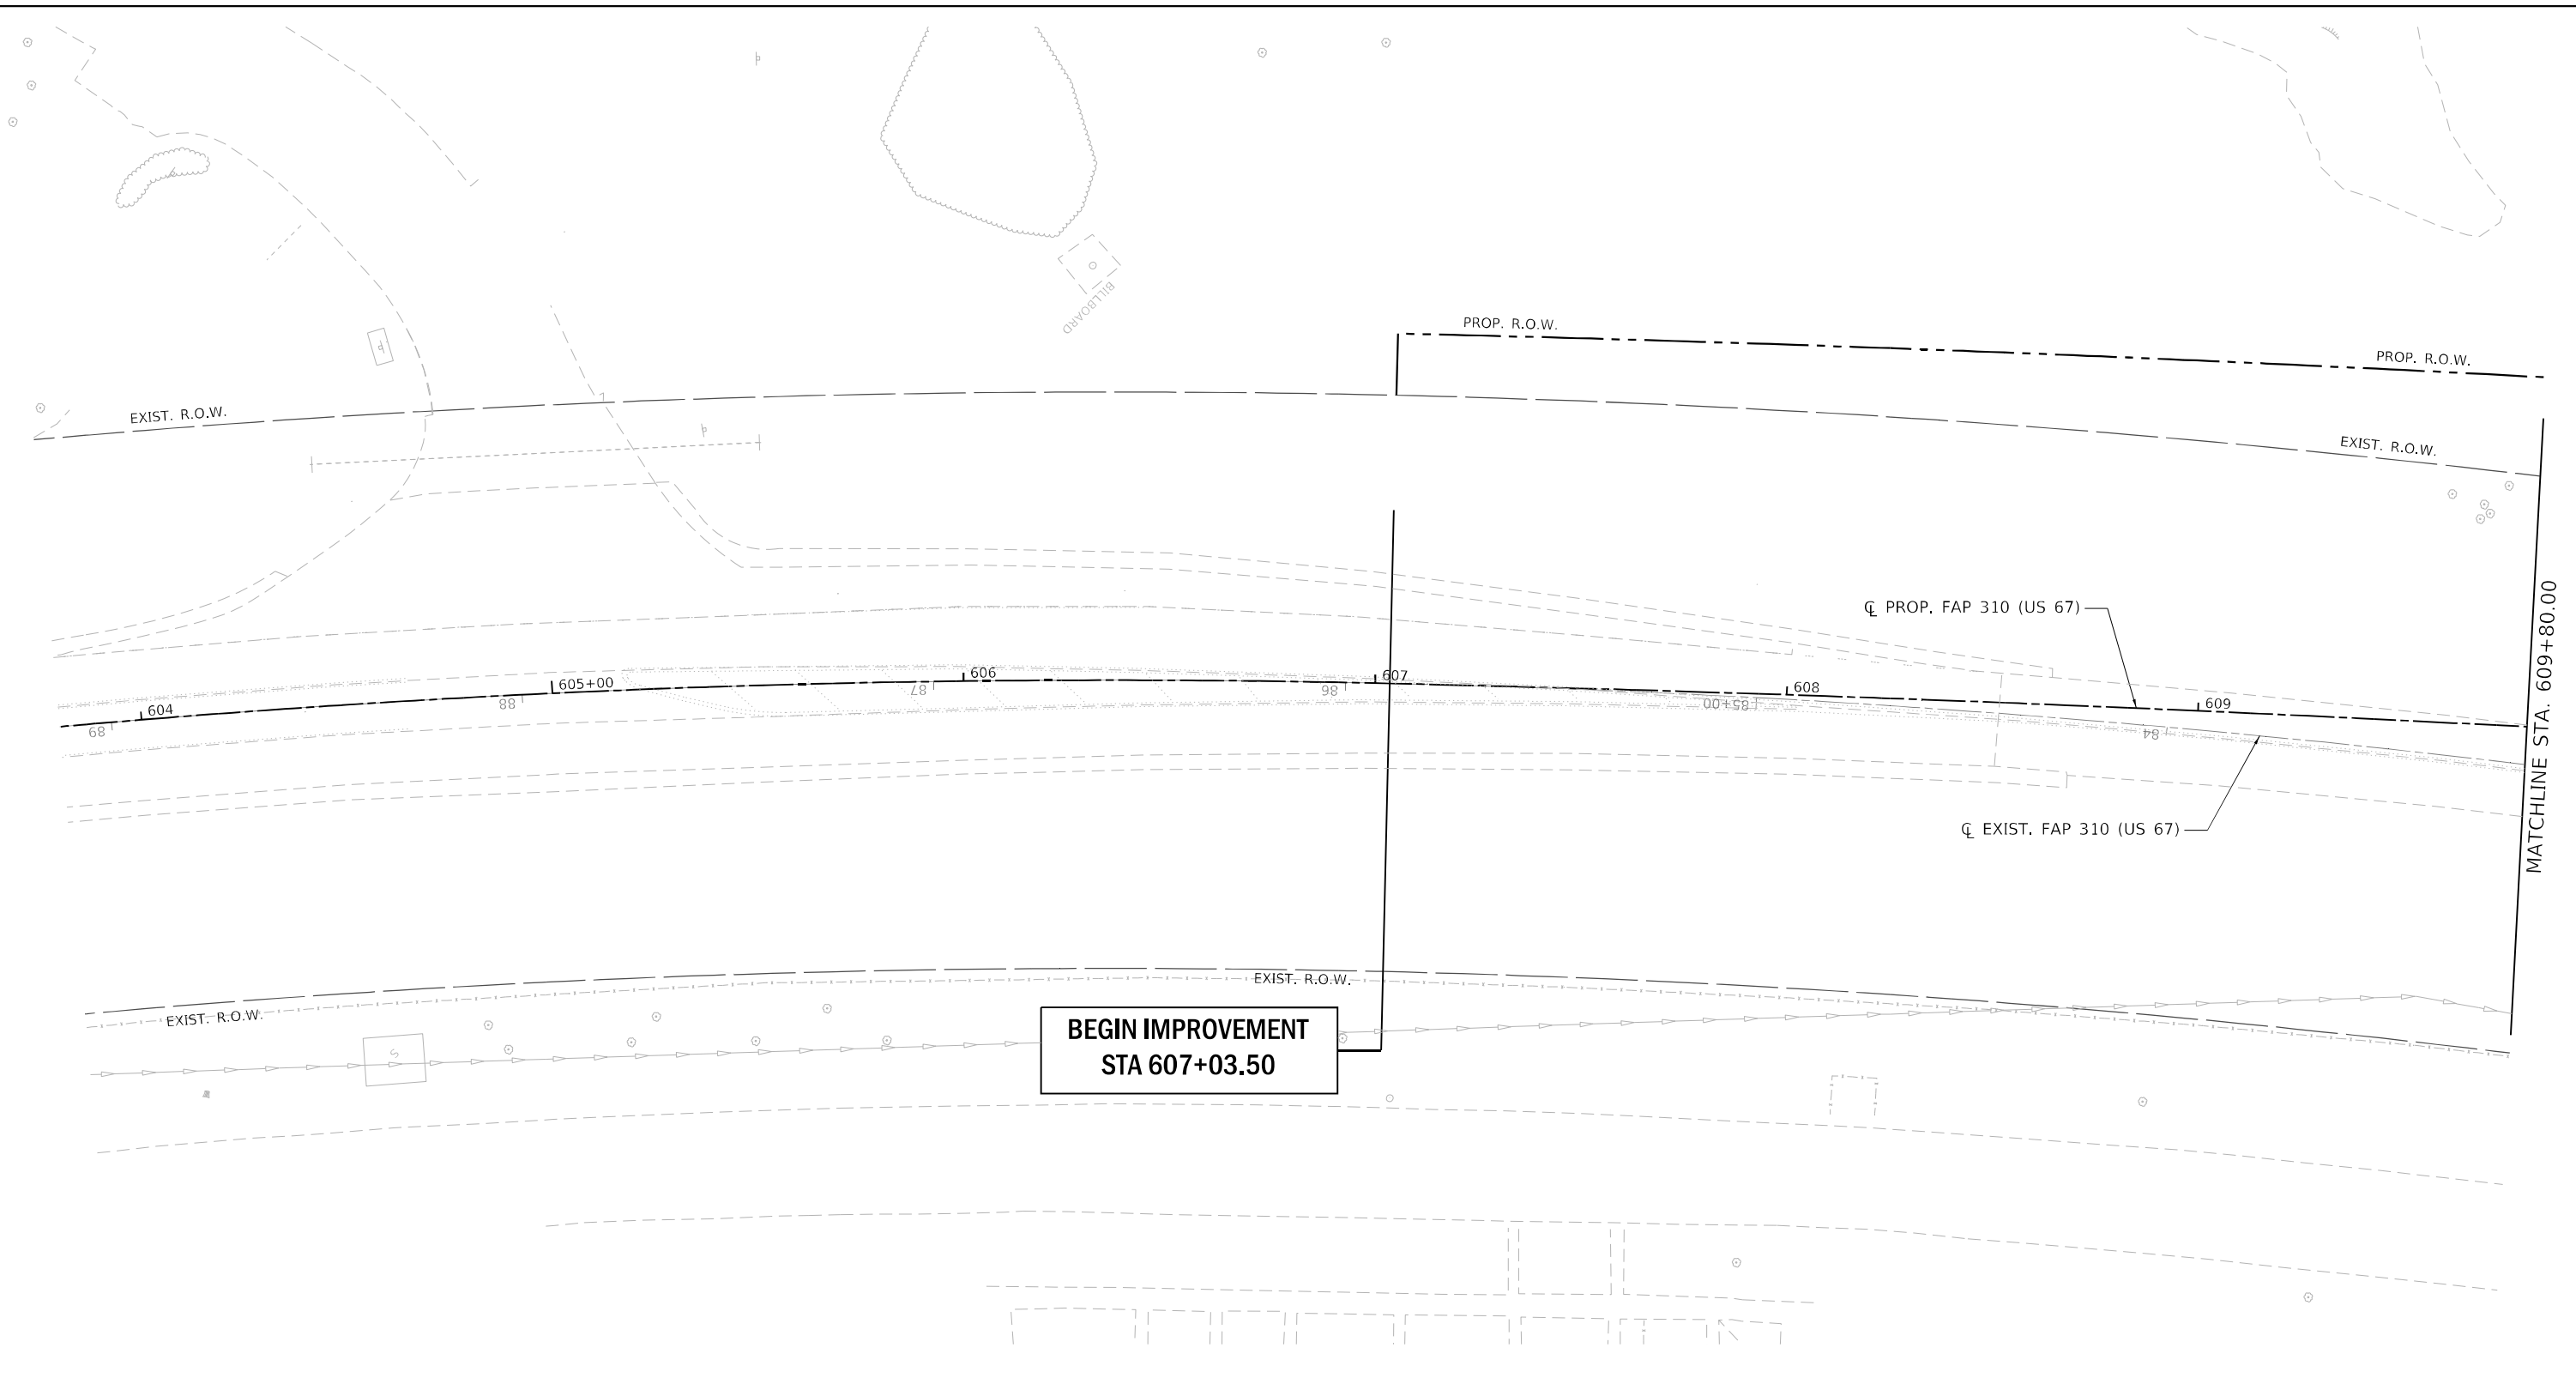 BILLBOARD
PROP. R.O.W.
PROP. R.O.W.
EXIST. R.O.W.
EXIST. R.O.W.
℄ PROP. FAP 310 (US 67)
604
605+00
606
607
608
609
89
88
87
86
85+00
84
℄ EXIST. FAP 310 (US 67)
MATCHLINE STA. 609+80.00
EXIST. R.O.W.
EXIST. R.O.W.
S
BEGIN IMPROVEMENT
STA 607+03.50